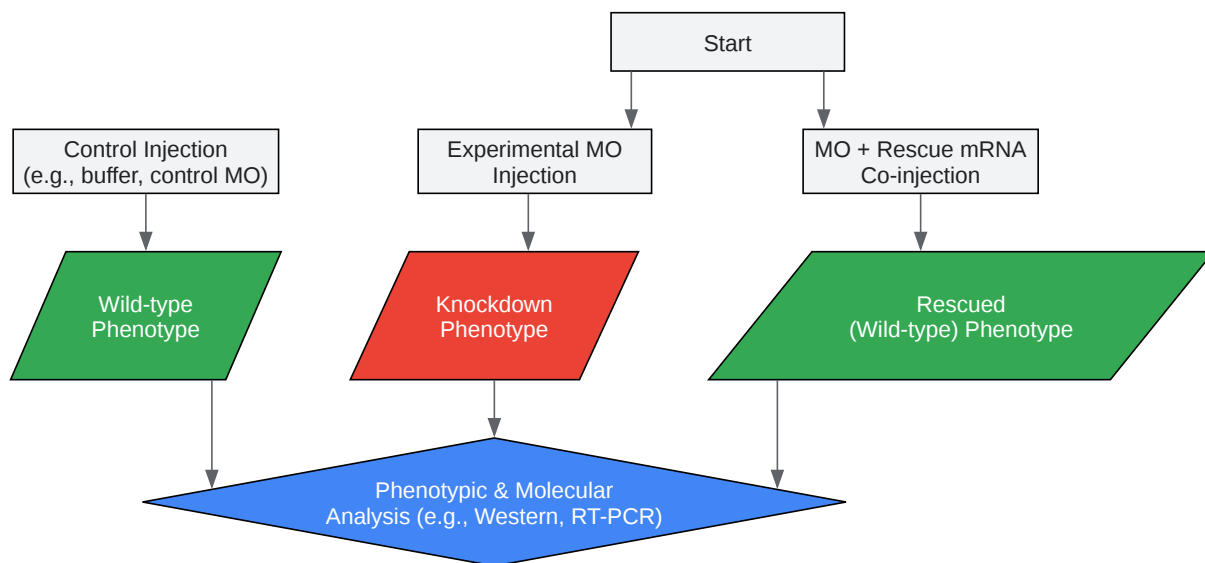 Start
Control Injection
(e.g., buffer, control MO)
Experimental MO
Injection
MO + Rescue mRNA
Co-injection
Wild-type
Phenotype
Knockdown
Phenotype
Rescued
(Wild-type) Phenotype
Phenotypic & Molecular
Analysis (e.g., Western, RT-PCR)